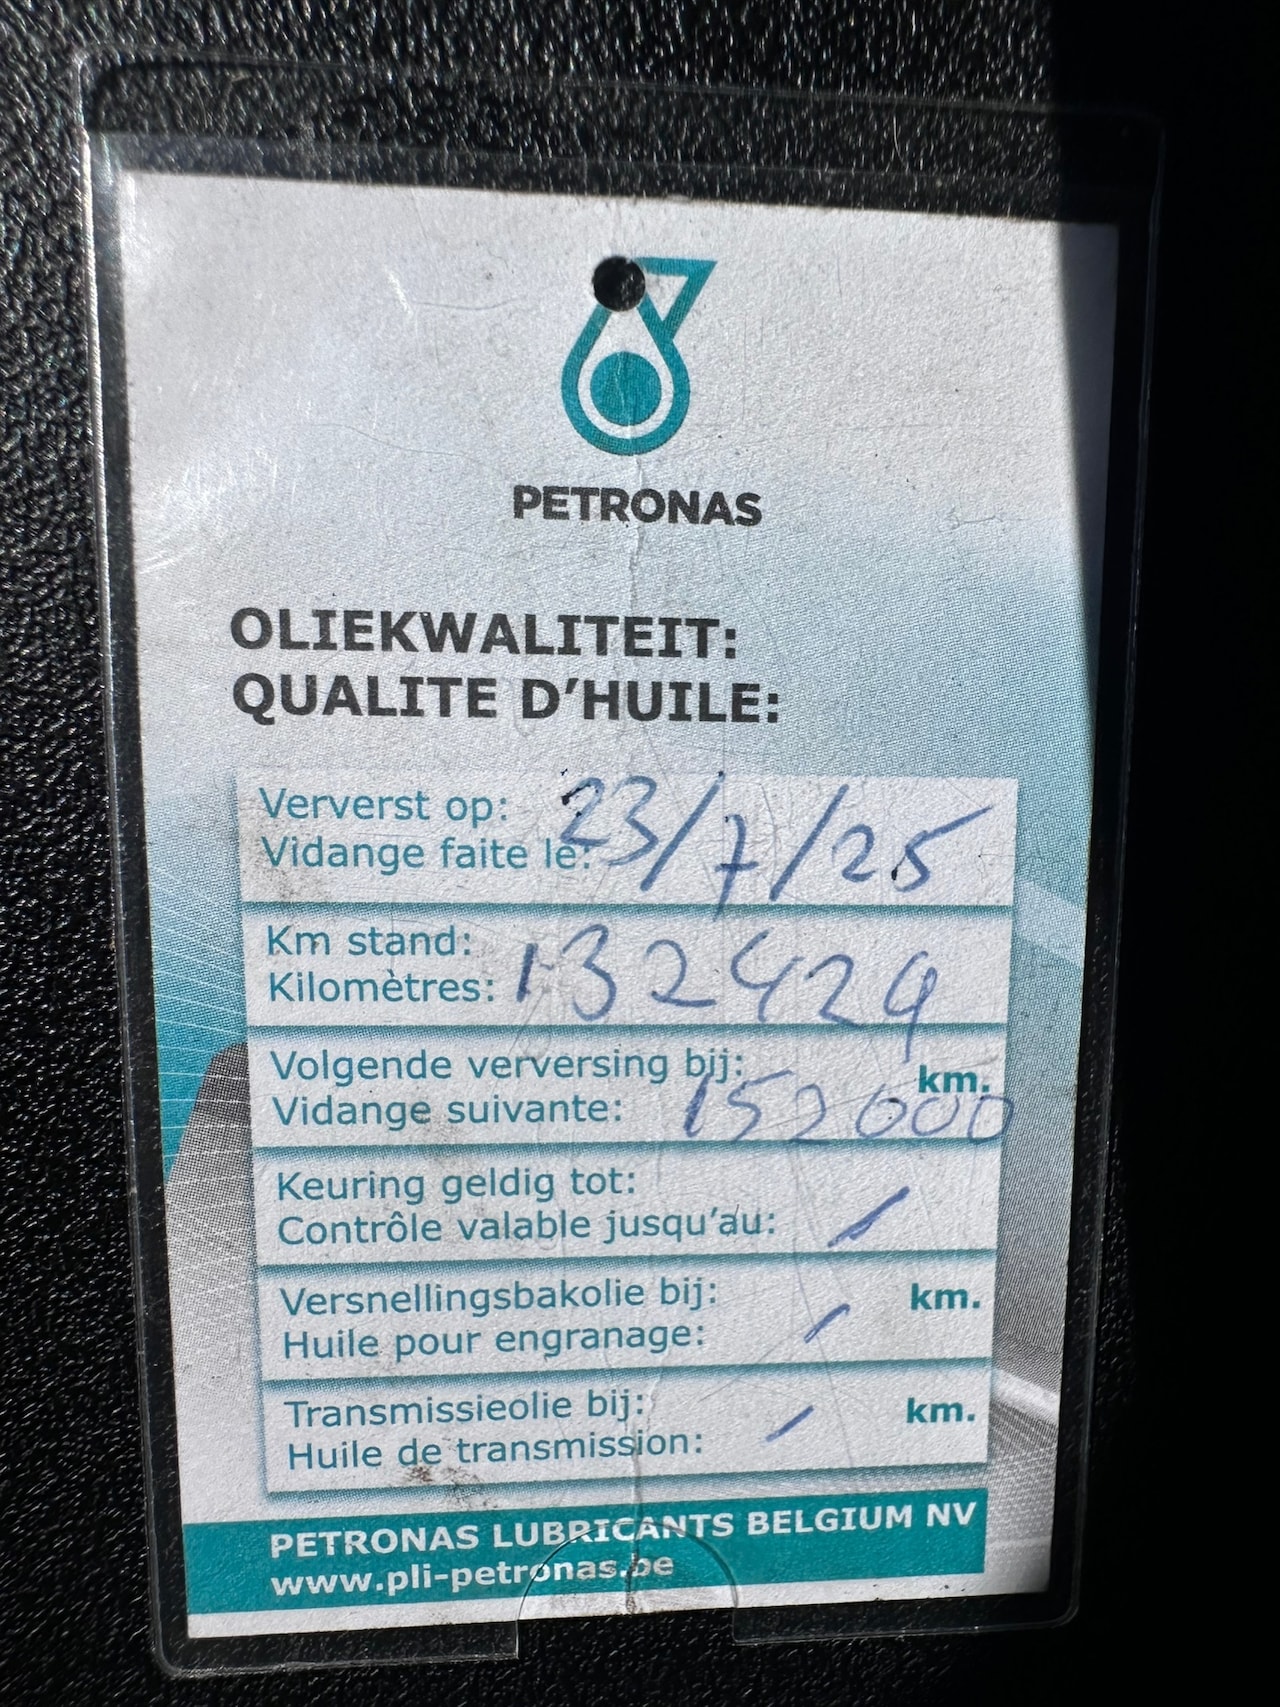 PETRONAS
OLIEKWALITEIT:
QUALITE D'HUILE:
Ververst op: 23/7/25
Vidange faite le:
Km stand: 132429
Kilomètres:
Volgende verversing bij: km.
Vidange suivante: 152000
Keuring geldig tot:
Contrôle valable jusqu'au: /
Versnellingsbakolie bij: km.
Huile pour engranage: /
Transmissieolie bij: km.
Huile de transmission: /
PETRONAS LUBRICANTS BELGIUM NV
www.pli-petronas.be